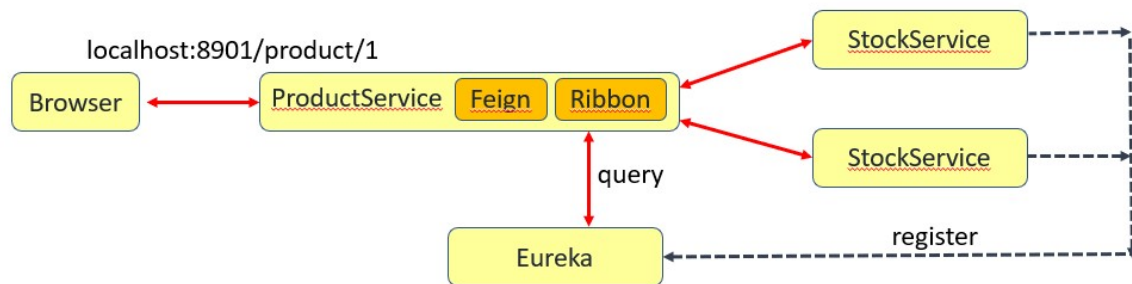 localhost:8901/product/1
Browser
ProductService
Feign
Ribbon
StockService
StockService
query
register
Eureka